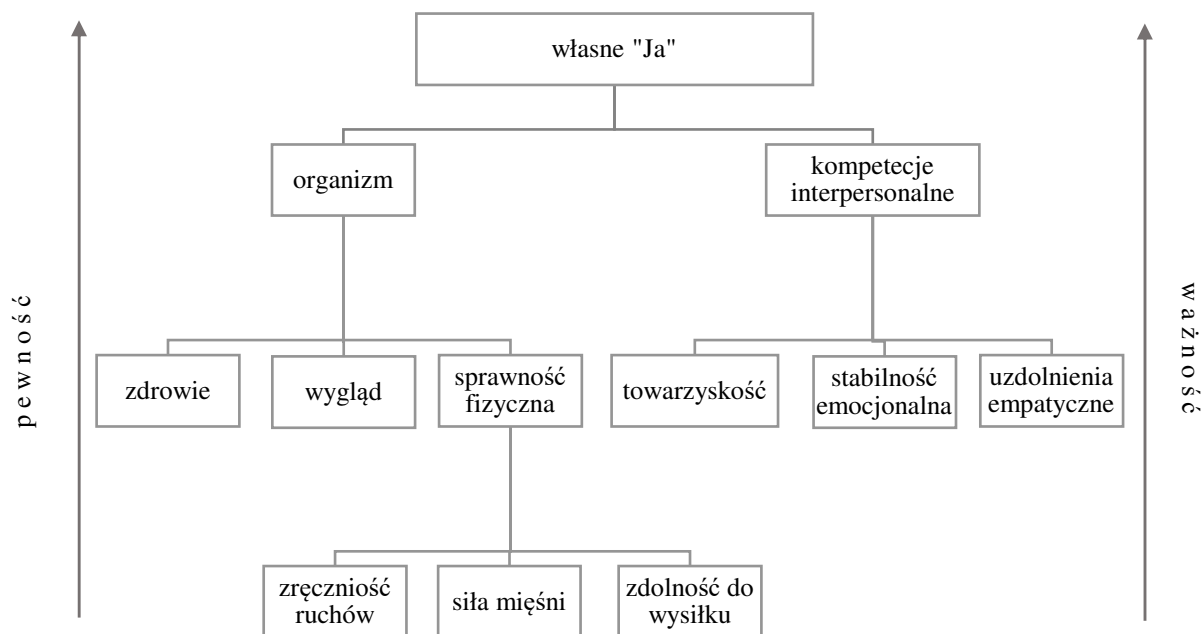 własne "Ja"
organizm
kompetecje
interpersonalne
pewność
ważność
zdrowie
wygląd
sprawność
fizyczna
towarzyskość
stabilność
emocjonalna
uzdolnienia
empatyczne
zręczniość
ruchów
siła mięśni
zdolność do
wysiłku